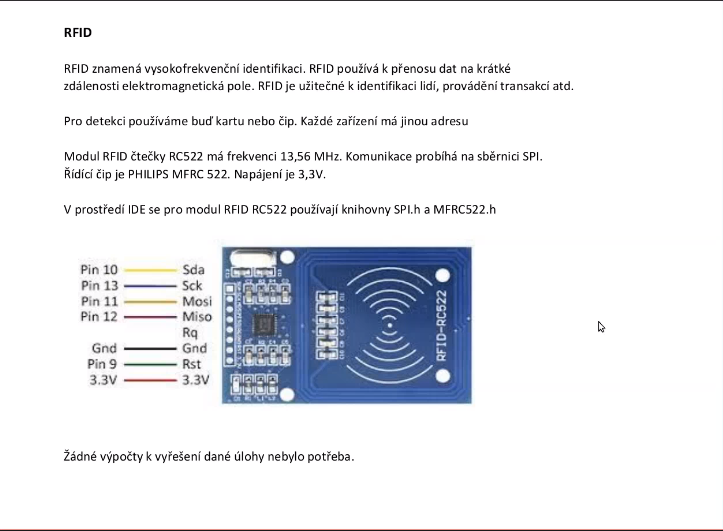 RFID
RFID znamená vysokofrekvenční identifikaci. RFID používá k přenosu dat na krátké
zdálenosti elektromagnetická pole. RFID je užitečné k identifikaci lidí, provádění transakcí atd.
Pro detekci používáme buď kartu nebo čip. Každé zařízení má jinou adresu
Modul RFID čtečky RC522 má frekvenci 13,56 MHz. Komunikace probíhá na sběrnici SPI.
Řídící čip je PHILIPS MFRC 522. Napájení je 3,3V.
V prostředí IDE se pro modul RFID RC522 používají knihovny SPI.h a MFRC522.h
Pin 10 Sda
Pin 13 Sck
Pin 11 Mosi
Pin 12 Miso
Rq
Gnd Gnd
Pin 9 Rst
3.3V 3.3V
RFID-RC522
Žádné výpočty k vyřešení dané úlohy nebylo potřeba.